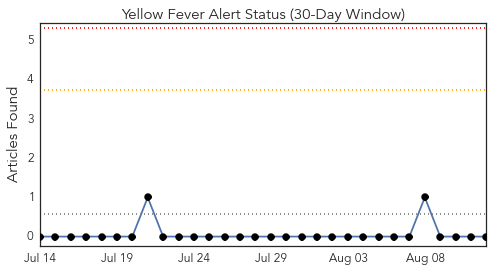 Yellow Fever Alert Status (30-Day Window)
Articles Found
5
4
3
2
1
0
Jul 14 Jul 19 Jul 24 Jul 29 Aug 03 Aug 08